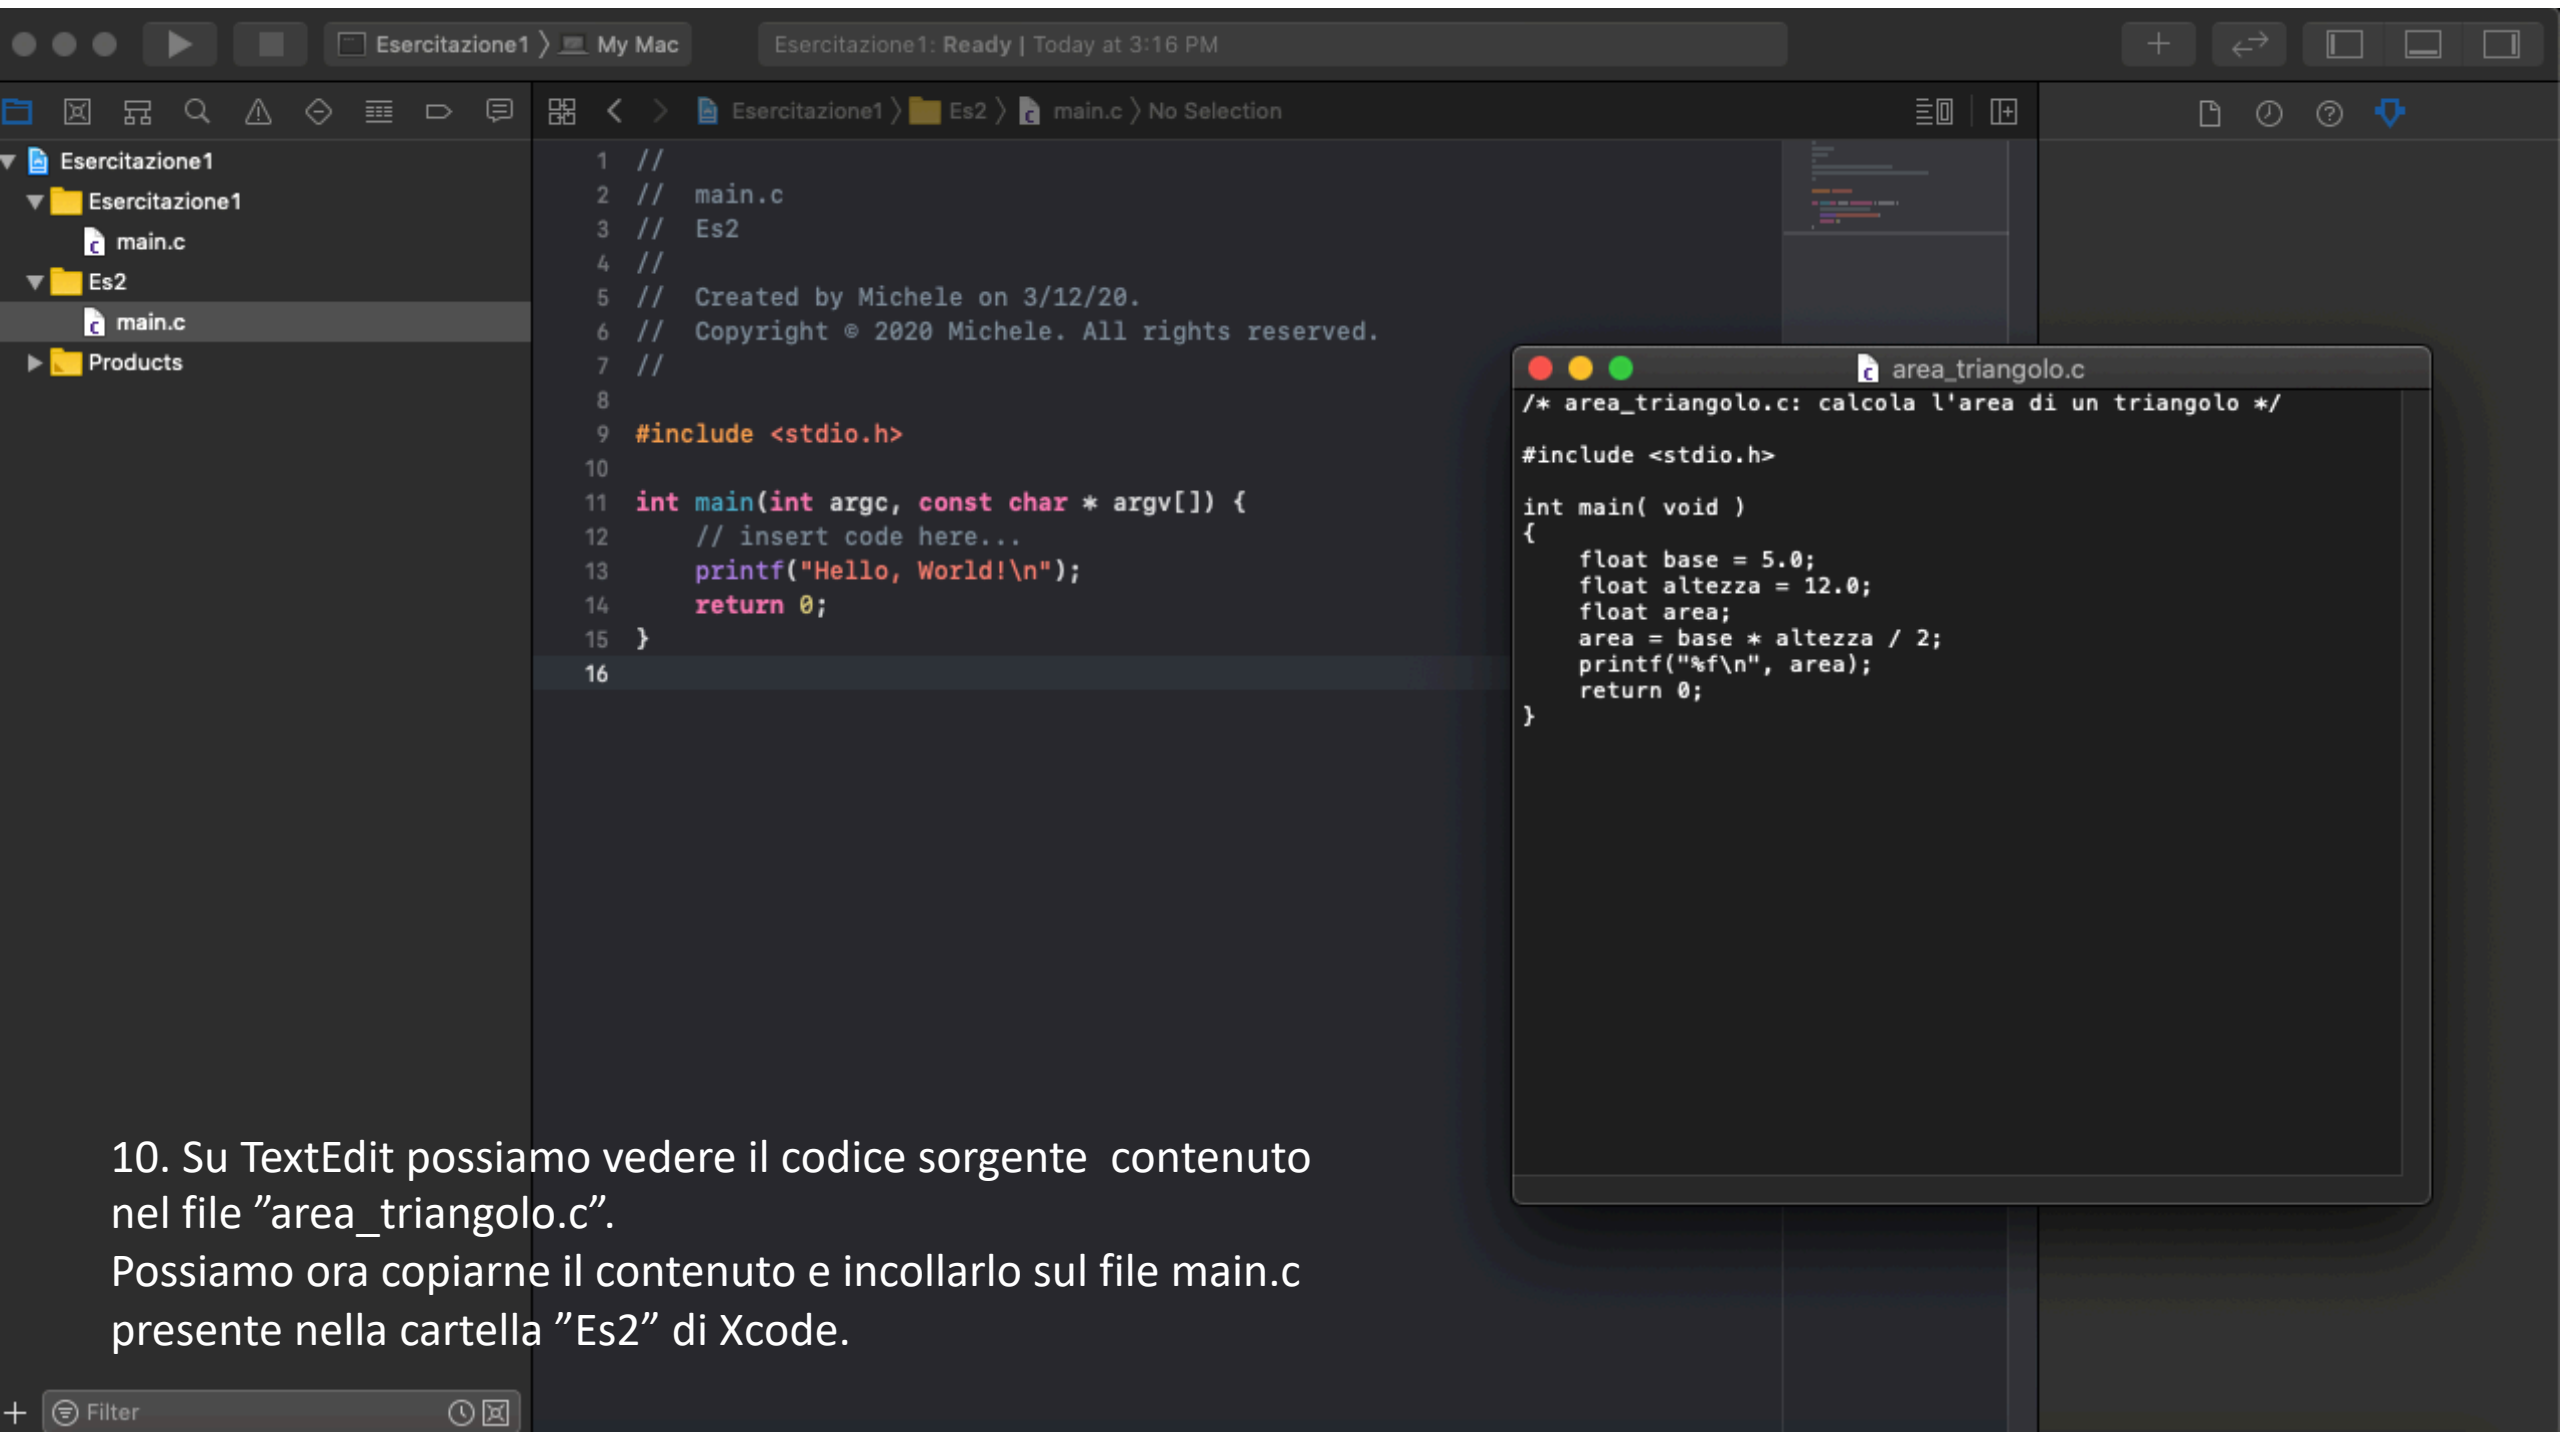 Esercitazione1 〉 My Mac
Esercitazione1: Ready | Today at 3:16 PM
Esercitazione1 〉 Es2 〉 main.c 〉 No Selection
Esercitazione1
Esercitazione1
main.c
Es2
main.c
Products
1 //
2 //  main.c
3 //  Es2
4 //
5 //  Created by Michele on 3/12/20.
6 //  Copyright © 2020 Michele. All rights reserved.
7 //
8
9 #include <stdio.h>
10
11 int main(int argc, const char * argv[]) {
12     // insert code here...
13     printf("Hello, World!\n");
14     return 0;
15 }
16
area_triangolo.c
/* area_triangolo.c: calcola l'area di un triangolo */
#include <stdio.h>
int main( void )
{
    float base = 5.0;
    float altezza = 12.0;
    float area;
    area = base * altezza / 2;
    printf("%f\n", area);
    return 0;
}
10. Su TextEdit possiamo vedere il codice sorgente  contenuto
nel file ”area_triangolo.c”.
Possiamo ora copiarne il contenuto e incollarlo sul file main.c
presente nella cartella ”Es2” di Xcode.
Filter